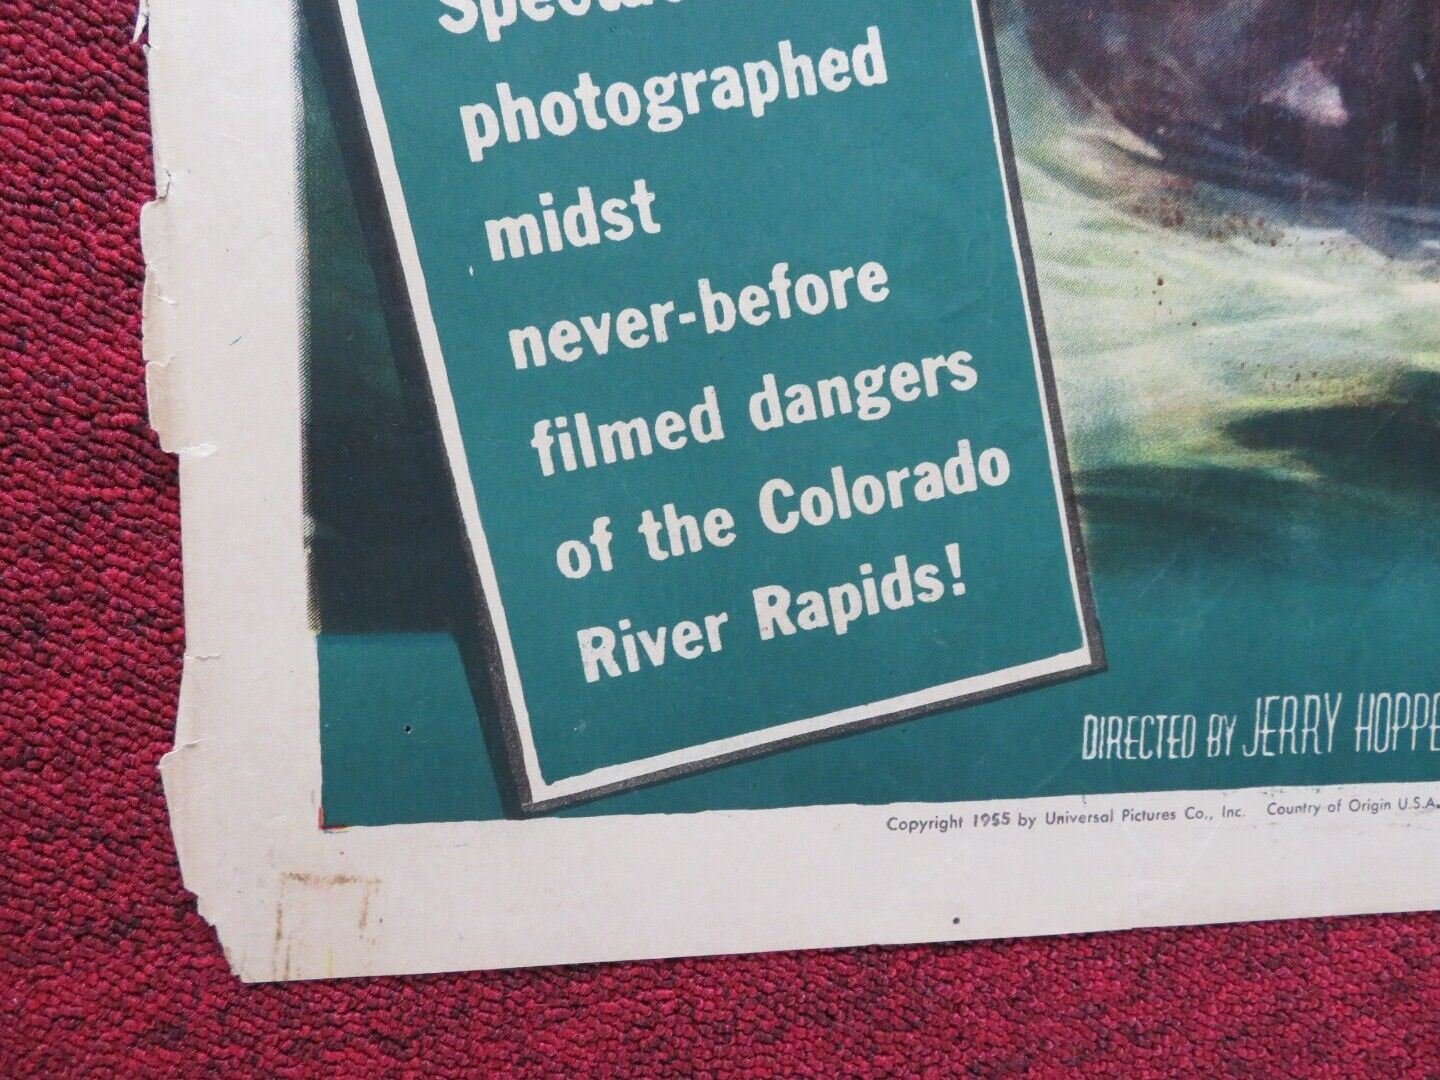 photographed
midst
never-before
filmed dangers
of the Colorado
River Rapids!
DIRECTED BY JERRY HOPPE
Copyright 1955 by Universal Pictures Co., Inc. Country of Origin U.S.A.